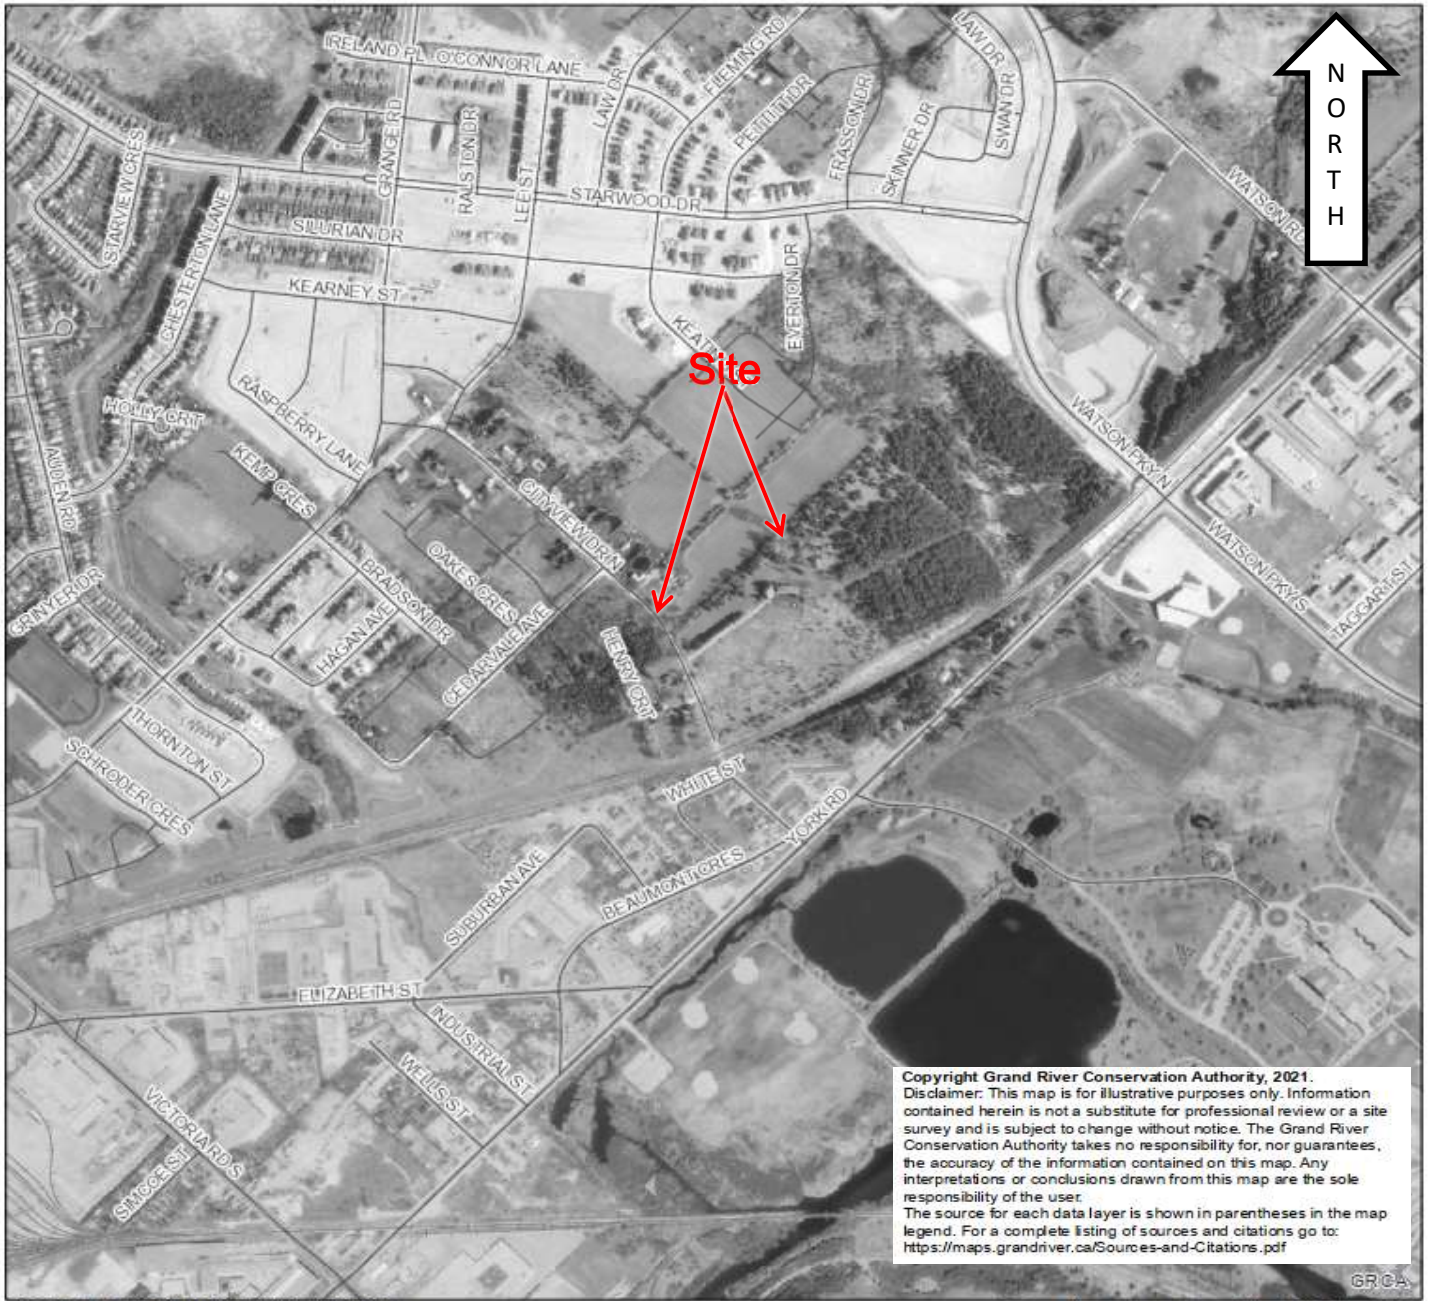 IRELAND PL
O'CONNOR LANE
LAW DR
FLEMING RD
PETTITT DR
FRASSON DR
LAW DR
SWAN DR
SKINNER DR
WATSON RD
N
O
R
T
H
STARVIEW CRES
GRANGE RD
RALSTON DR
LEE ST
STARWOOD DR
CHESTERTON LANE
SILLURIAN DR
KEARNEY ST
EVERTON DR
Site
RASPBERRY LANE
HOLLY CRT
KEMP CRES
AUDEN RD
CITYVIEW DR N
WATSON PKY N
WATSON PKY S
TAGGART ST
GRINYER DR
BRADSON DR
OAKES CRES
HAGAN AVE
CEDARVALE AVE
HENRY CRT
THORNTON ST
SCHRODER CRES
WHITE ST
YORK RD
SUBURBAN AVE
BEAUMONT CRES
ELIZABETH ST
INDUSTRIAL ST
WELLS ST
VICTORIA RD S
SIMCOE ST
Copyright Grand River Conservation Authority, 2021.
Disclaimer: This map is for illustrative purposes only. Information
contained herein is not a substitute for professional review or a site
survey and is subject to change without notice. The Grand River
Conservation Authority takes no responsibility for, nor guarantees,
the accuracy of the information contained on this map. Any
interpretations or conclusions drawn from this map are the sole
responsibility of the user.
The source for each data layer is shown in parentheses in the map
legend. For a complete listing of sources and citations go to:
https://maps.grandriver.ca/Sources-and-Citations.pdf
GRCA